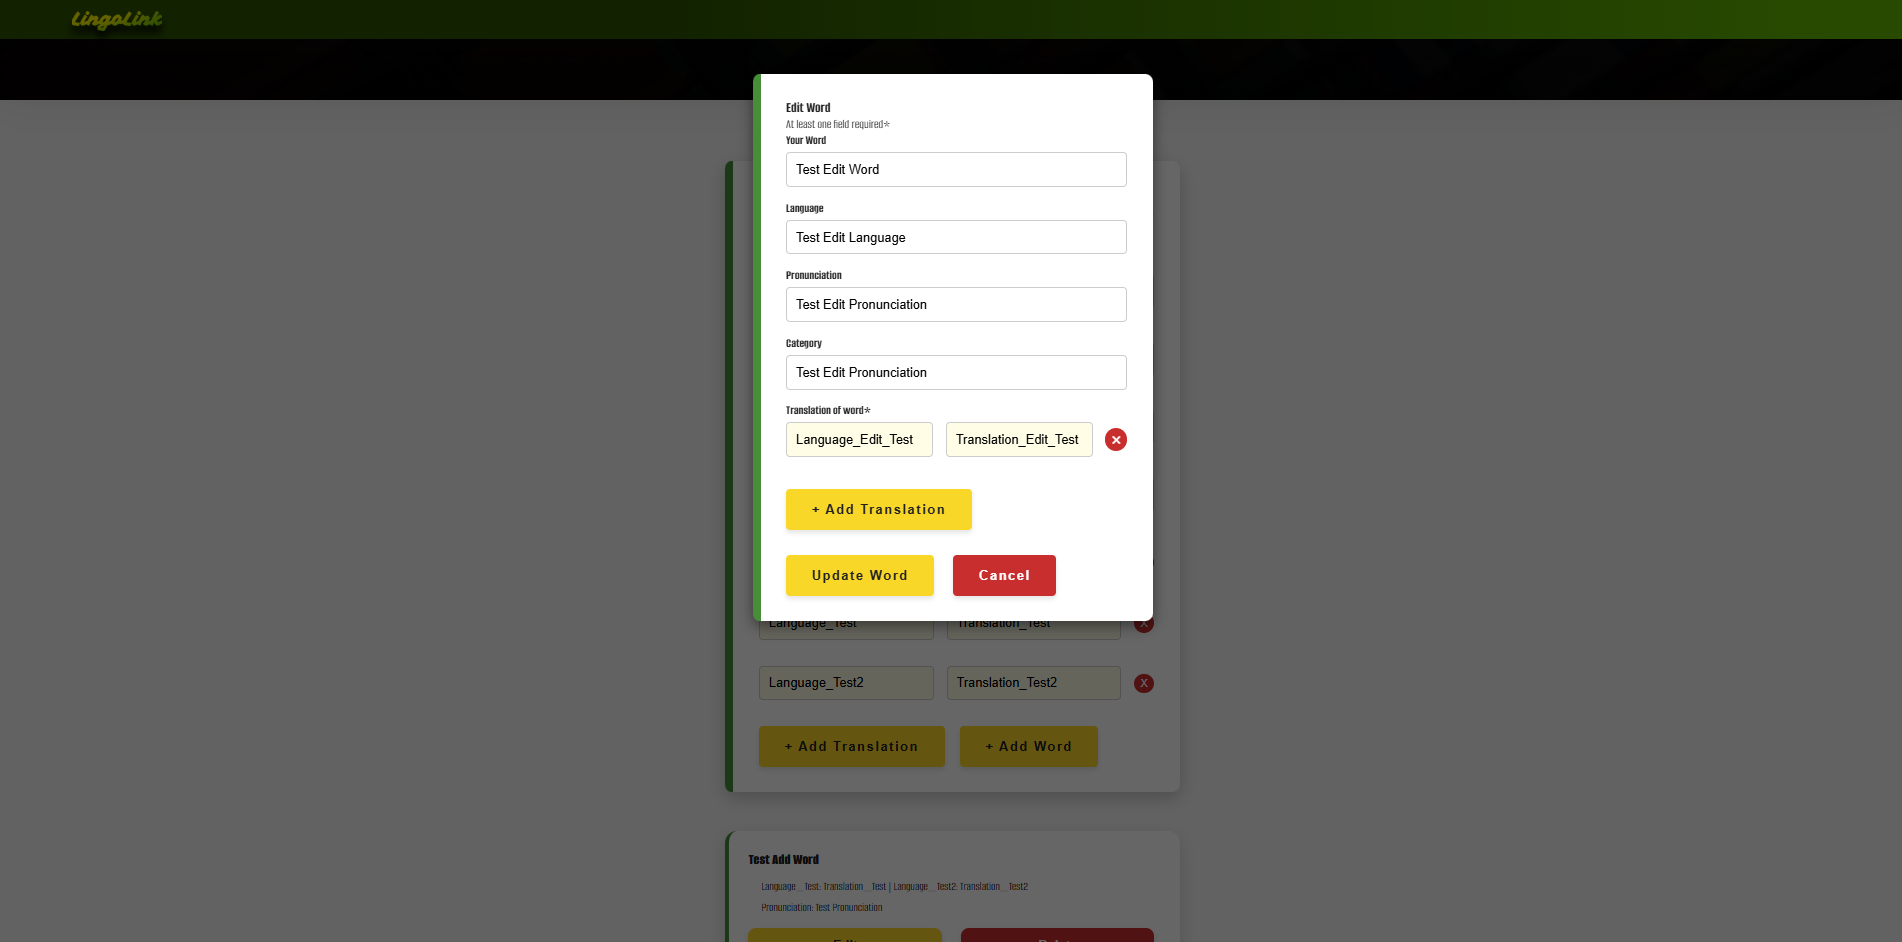 LingoLink
Edit Word
At least one field required*
Your Word
Test Edit Word
Language
Test Edit Language
Pronunciation
Test Edit Pronunciation
Category
Test Edit Pronunciation
Translation of word*
Language_Edit_Test Translation_Edit_Test ×
+ Add Translation
Update Word Cancel
Language_Test Translation_Test X
Language_Test2 Translation_Test2 X
+ Add Translation + Add Word
Test Add Word
Language_Test: Translation_Test | Language_Test2: Translation_Test2
Pronunciation: Test Pronunciation